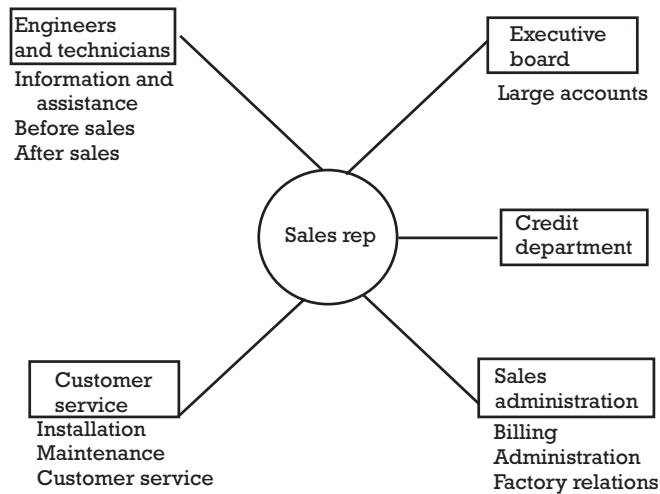 Engineers
and technicians
Information and
assistance
Before sales
After sales
Executive
board
Large accounts
Sales rep
Credit
department
Customer
service
Installation
Maintenance
Customer service
Sales
administration
Billing
Administration
Factory relations